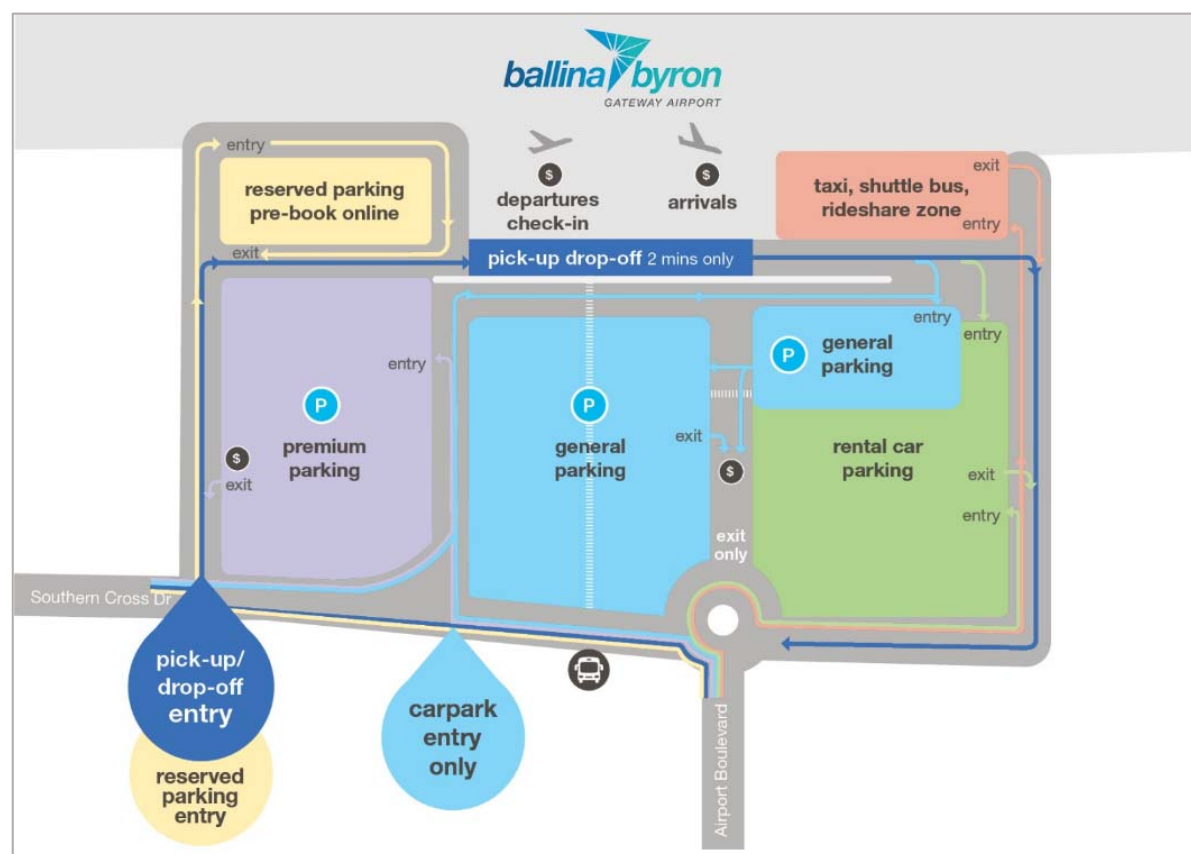 ballina byron
GATEWAY AIRPORT
entry
reserved parking
pre-book online
exit
$
departures
check-in
$
arrivals
taxi, shuttle bus,
rideshare zone
exit
entry
pick-up drop-off 2 mins only
entry
P
premium
parking
$
exit
P
general
parking
exit
P
general
parking
entry
entry
rental car
parking
exit
entry
$
exit
only
Southern Cross Dr
pick-up/
drop-off
entry
reserved
parking
entry
carpark
entry
only
Airport Boulevard